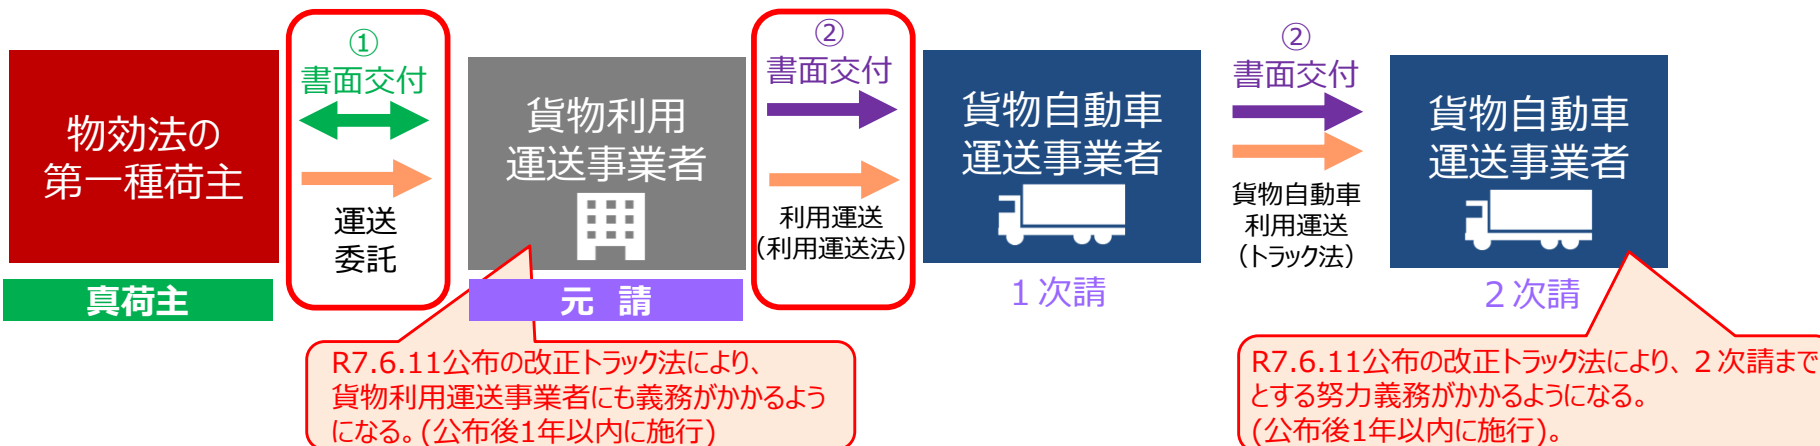 物効法の
第一種荷主
真荷主
①
書面交付
運送
委託
貨物利用
運送事業者
元 請
②
書面交付
利用運送
(利用運送法)
貨物自動車
運送事業者
1次請
②
書面交付
貨物自動車
利用運送
(トラック法)
貨物自動車
運送事業者
2次請
R7.6.11公布の改正トラック法により、
貨物利用運送事業者にも義務がかかるよう
になる。(公布後1年以内に施行)
R7.6.11公布の改正トラック法により、2次請まで
とする努力義務がかかるようになる。
(公布後1年以内に施行)。